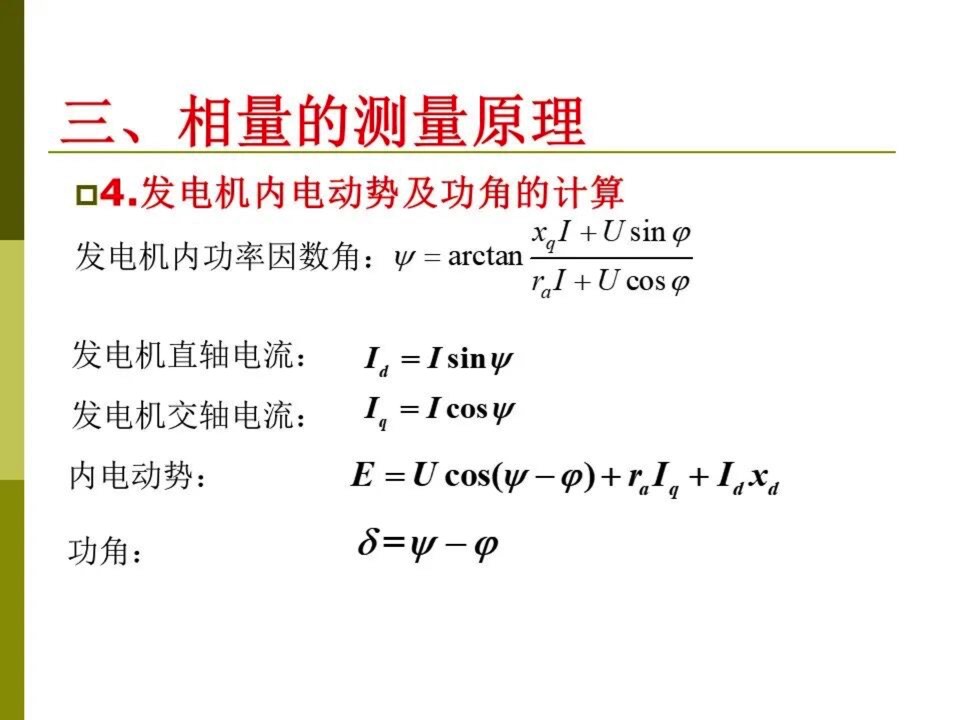 三、相量的测量原理
4.发电机内电动势及功角的计算
发电机内功率因数角：ψ = arctan (x_q I + U sin φ) / (r_a I + U cos φ)
发电机直轴电流： I_d = I sin ψ
发电机交轴电流： I_q = I cos ψ
内电动势： E = U cos(ψ − φ) + r_a I_q + I_d x_d
功角： δ = ψ − φ